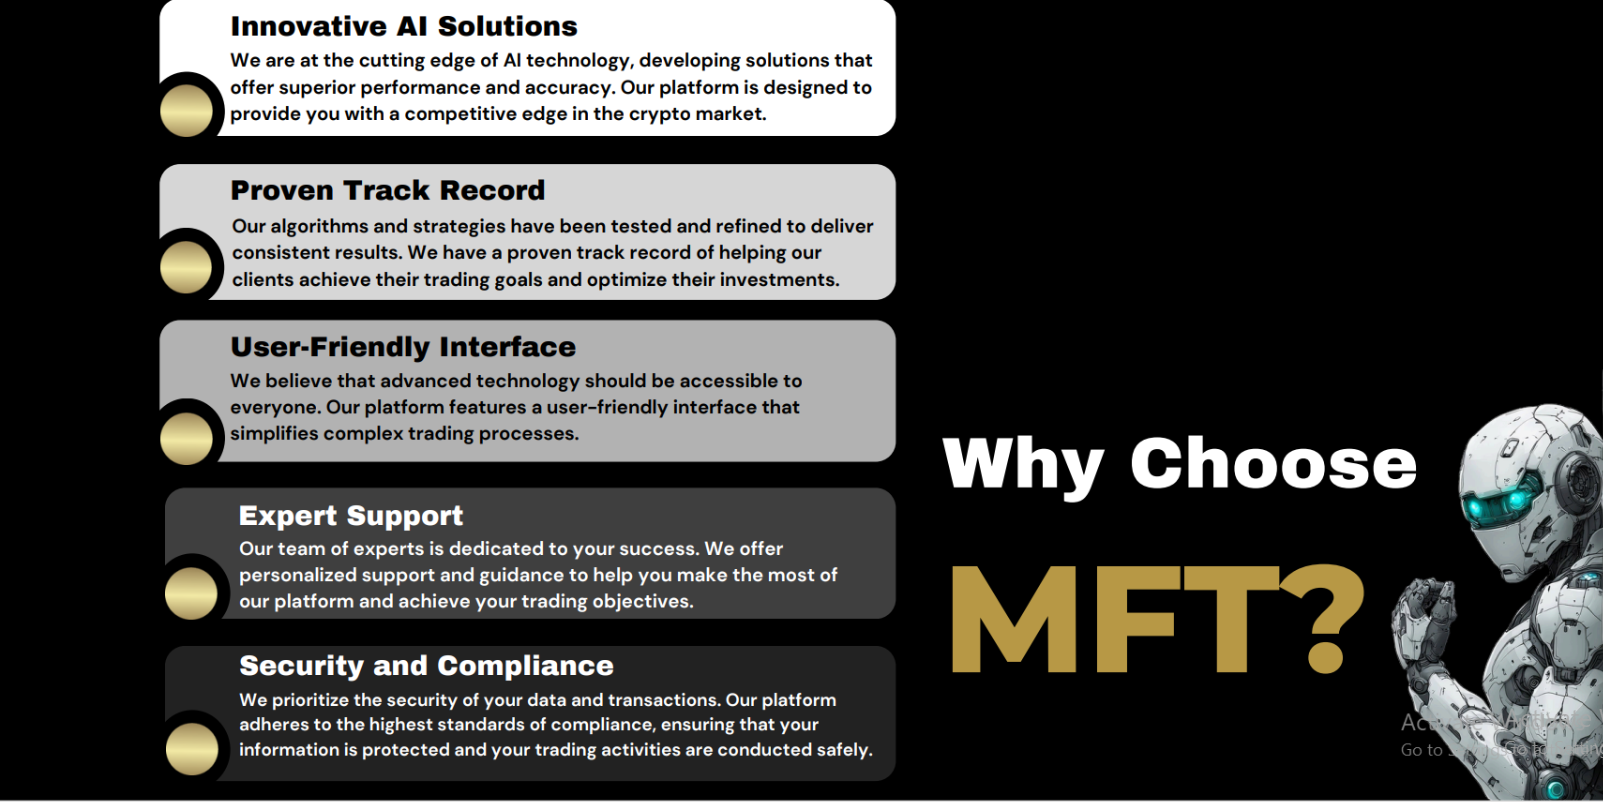 Innovative AI Solutions
We are at the cutting edge of AI technology, developing solutions that
offer superior performance and accuracy. Our platform is designed to
provide you with a competitive edge in the crypto market.
Proven Track Record
Our algorithms and strategies have been tested and refined to deliver
consistent results. We have a proven track record of helping our
clients achieve their trading goals and optimize their investments.
User-Friendly Interface
We believe that advanced technology should be accessible to
everyone. Our platform features a user-friendly interface that
simplifies complex trading processes.
Expert Support
Our team of experts is dedicated to your success. We offer
personalized support and guidance to help you make the most of
our platform and achieve your trading objectives.
Security and Compliance
We prioritize the security of your data and transactions. Our platform
adheres to the highest standards of compliance, ensuring that your
information is protected and your trading activities are conducted safely.
Why Choose
MFT?
Go to